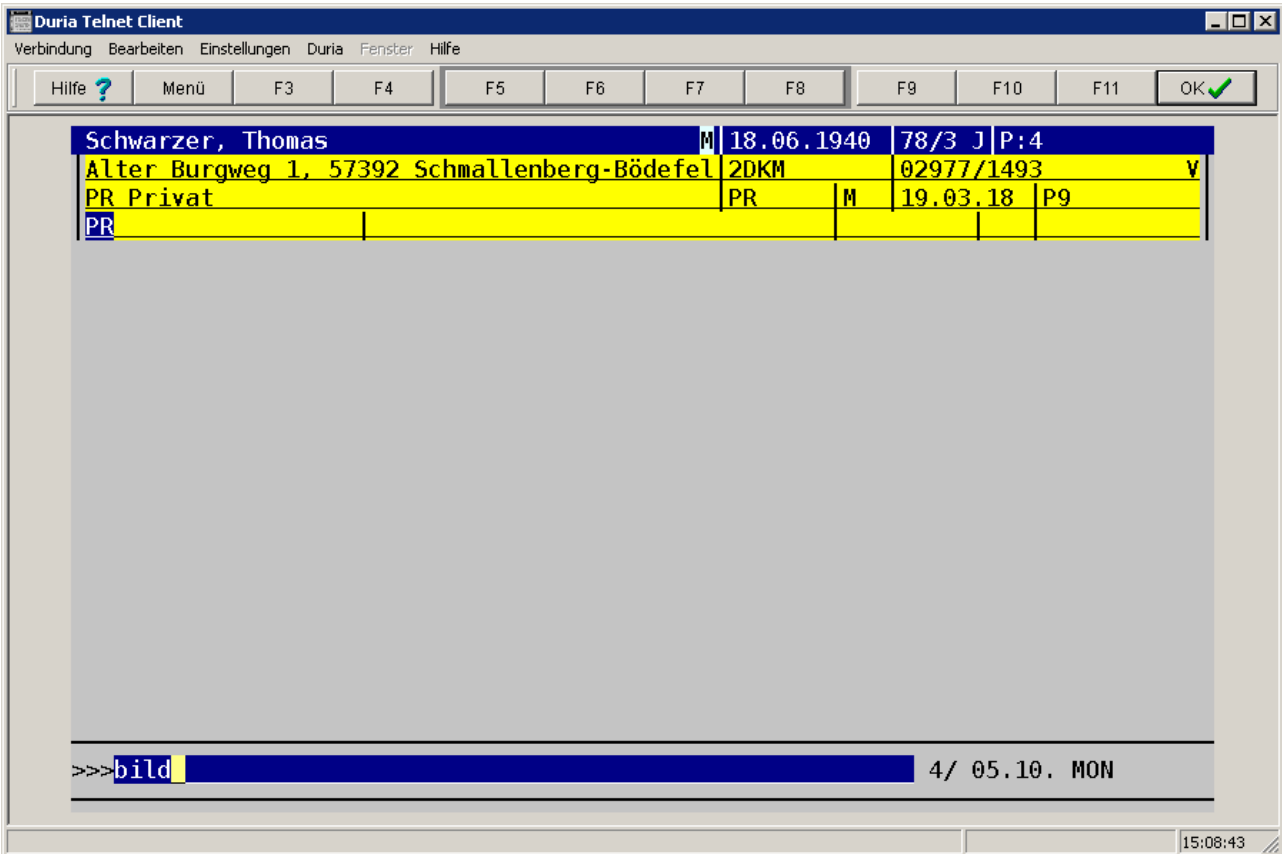 Duria Telnet Client
Verbindung Bearbeiten Einstellungen Duria Fenster Hilfe
Hilfe ? Menü F3 F4 F5 F6 F7 F8 F9 F10 F11 OK
Schwarzer, Thomas M 18.06.1940 78/3 J P:4
Alter Burgweg 1, 57392 Schmallenberg-Bödefel 2DKM 02977/1493 V
PR Privat PR M 19.03.18 P9
PR
>>>bild 4/ 05.10. MON
15:08:43